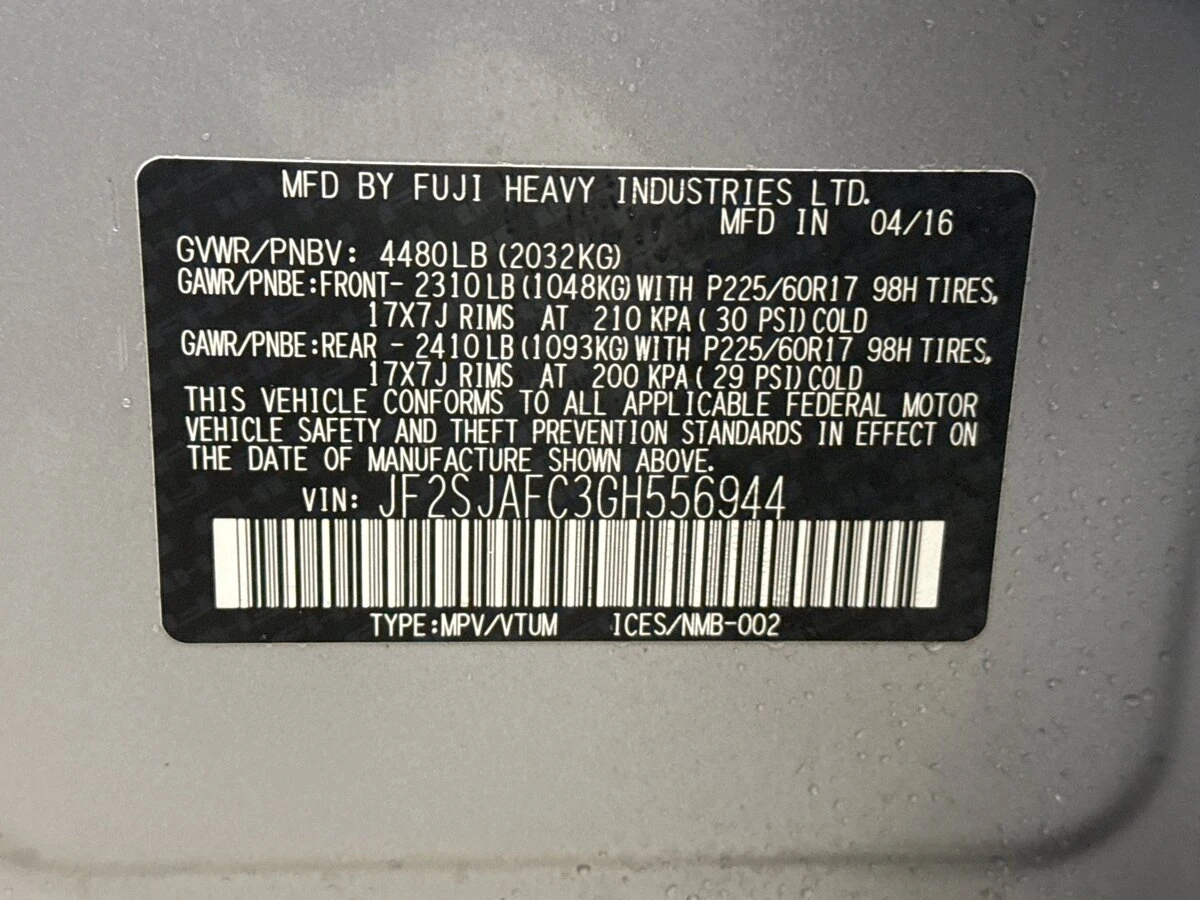 MFD BY FUJI HEAVY INDUSTRIES LTD.
MFD IN 04/16
GVWR/PNBV: 4480LB (2032KG)
GAWR/PNBE:FRONT- 2310 LB (1048KG) WITH P225/60R17 98H TIRES,
17X7J RIMS AT 210 KPA ( 30 PSI) COLD
GAWR/PNBE:REAR - 2410 LB (1093KG) WITH P225/60R17 98H TIRES,
17X7J RIMS AT 200 KPA ( 29 PSI) COLD
THIS VEHICLE CONFORMS TO ALL APPLICABLE FEDERAL MOTOR
VEHICLE SAFETY AND THEFT PREVENTION STANDARDS IN EFFECT ON
THE DATE OF MANUFACTURE SHOWN ABOVE.
VIN: JF2SJAFC3GH556944
TYPE:MPV/VTUM ICES/NMB-002